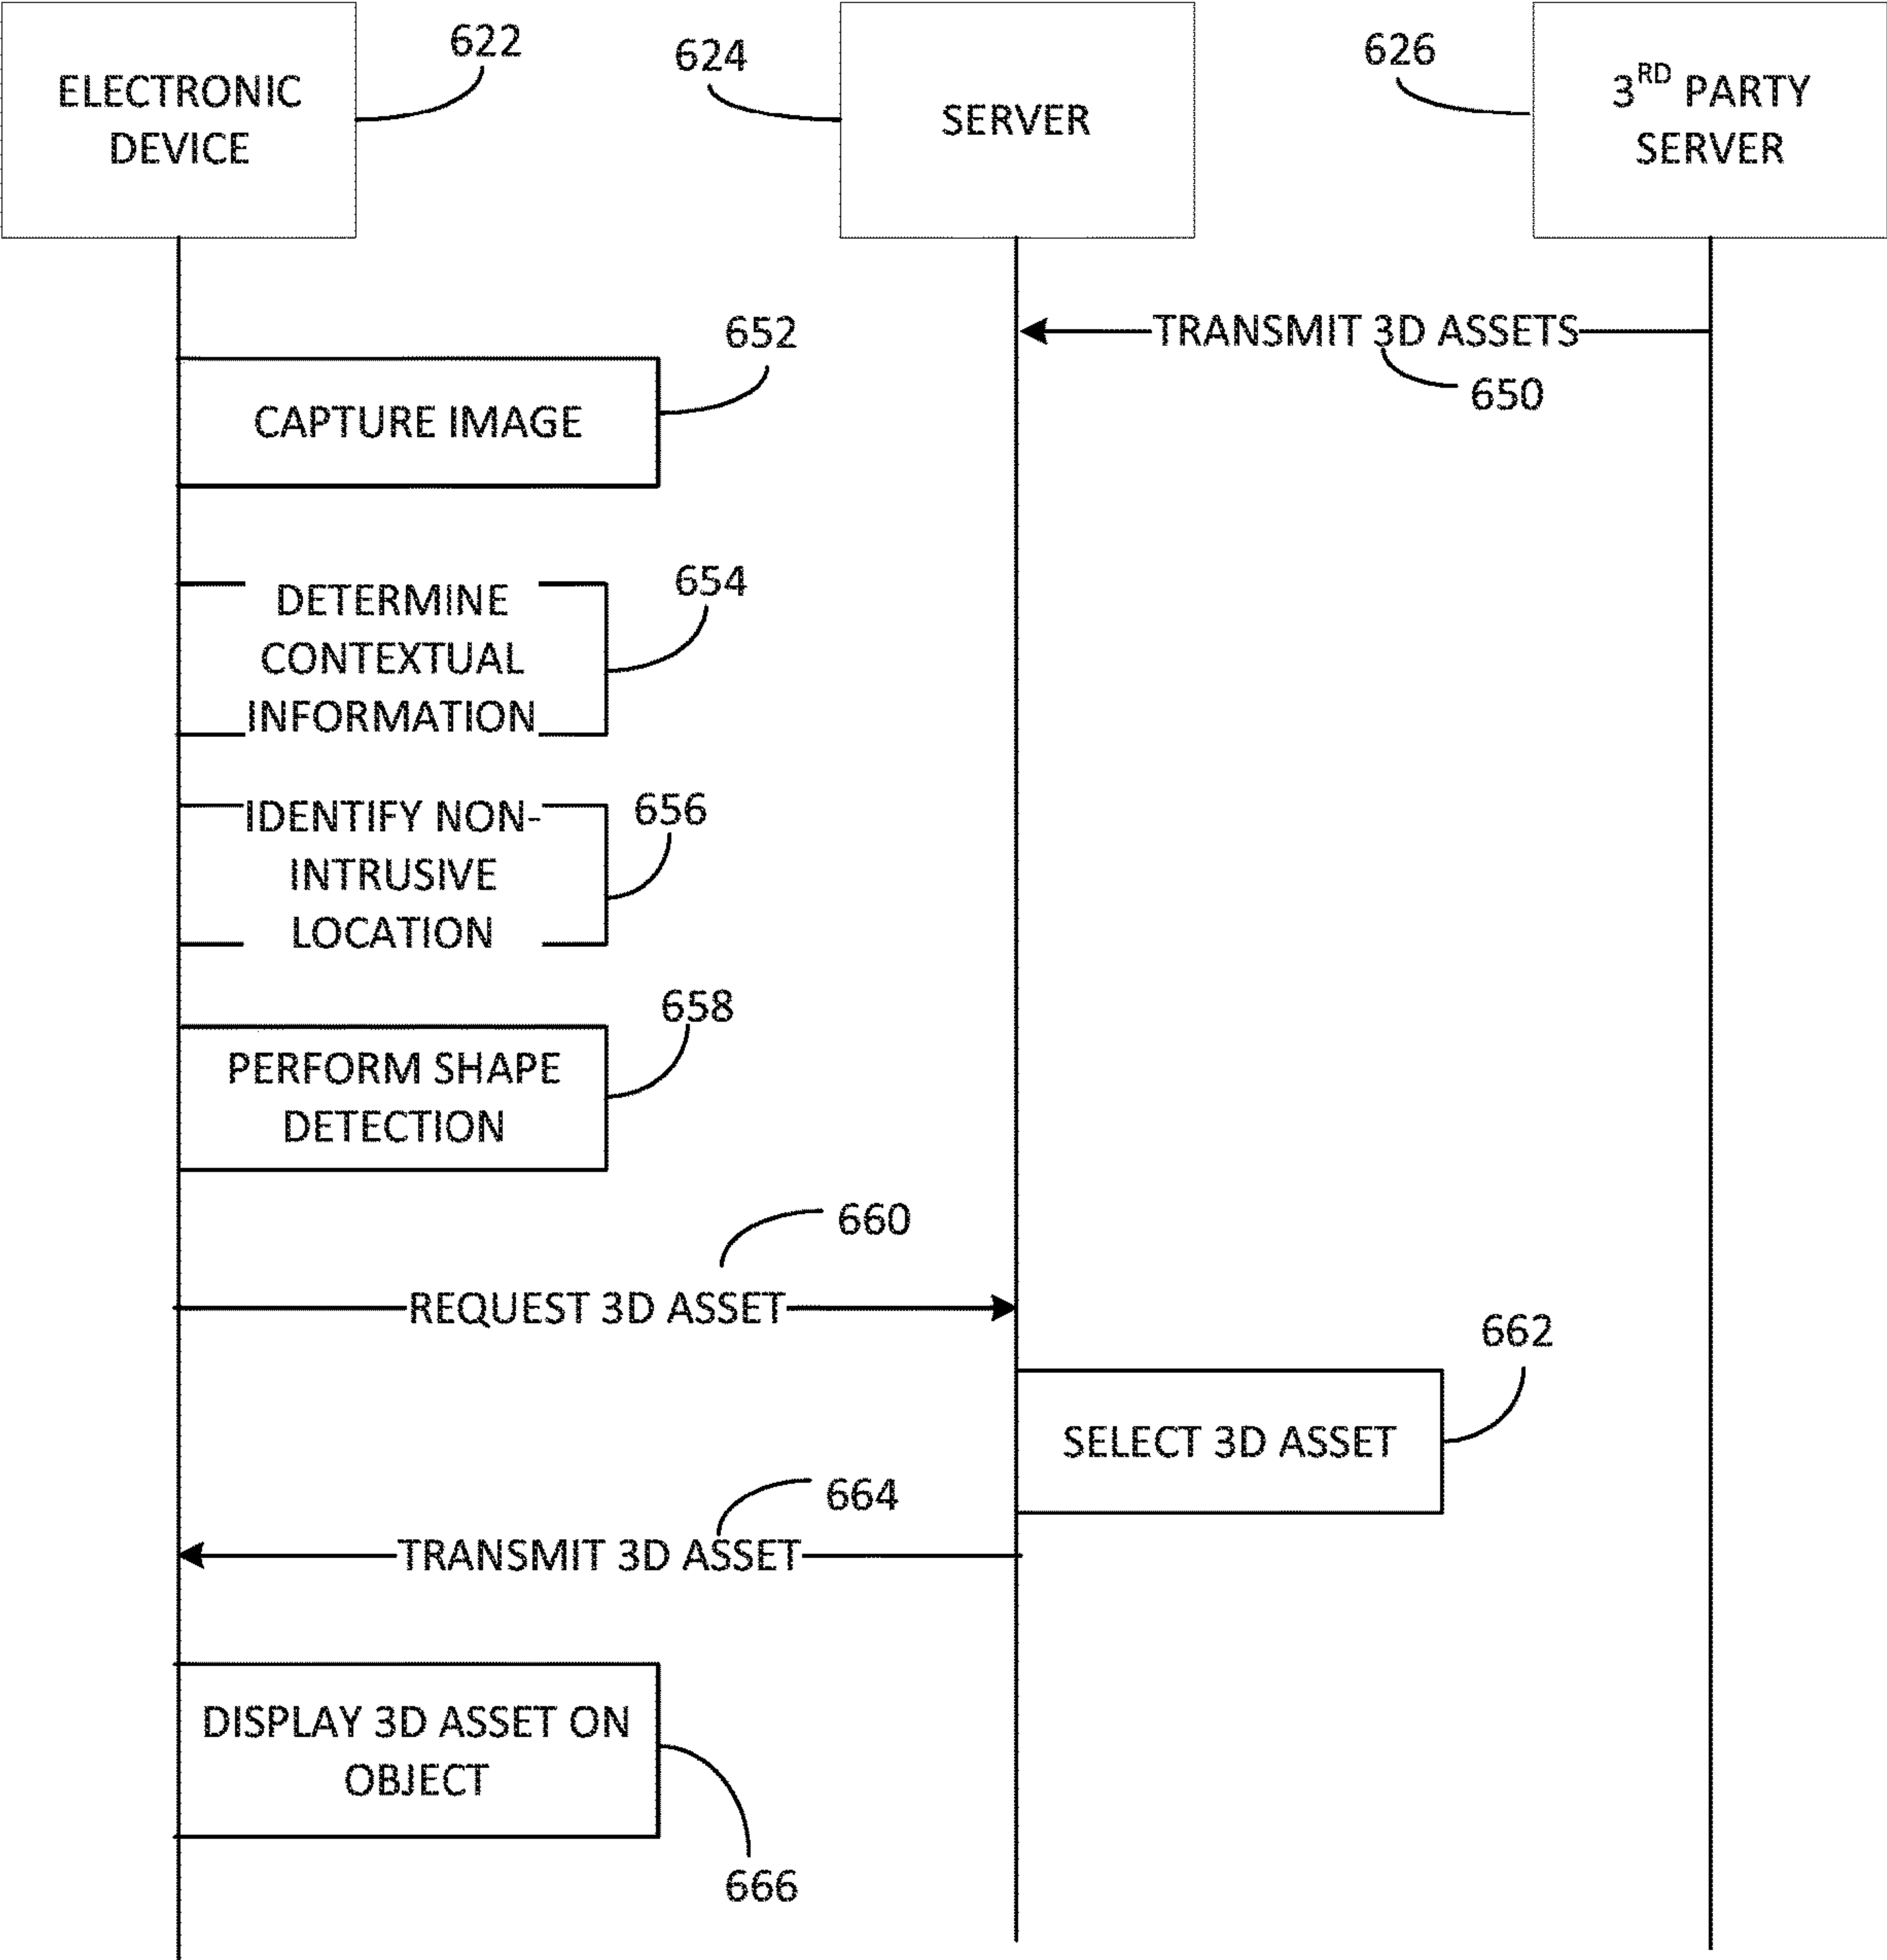 ELECTRONIC
DEVICE
622
624
SERVER
626
3RD PARTY
SERVER
TRANSMIT 3D ASSETS
650
652
CAPTURE IMAGE
654
DETERMINE
CONTEXTUAL
INFORMATION
656
IDENTIFY NON-
INTRUSIVE
LOCATION
658
PERFORM SHAPE
DETECTION
660
REQUEST 3D ASSET
662
SELECT 3D ASSET
664
TRANSMIT 3D ASSET
DISPLAY 3D ASSET ON
OBJECT
666